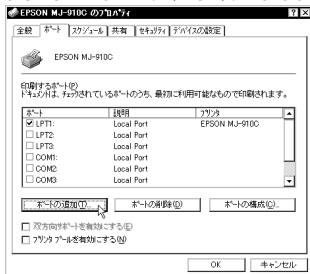 EPSON MJ-910C のﾌﾟﾛﾊﾟﾃｨ
全般 ﾎﾟｰﾄ ｽｹｼﾞｭｰﾙ 共有 ｾｷｭﾘﾃｨ ﾃﾞﾊﾞｲｽの設定
EPSON MJ-910C
印刷するﾎﾟｰﾄ(P)
ﾄﾞｷｭﾒﾝﾄは、ﾁｪｯｸされているﾎﾟｰﾄのうち、最初に利用可能なもので印刷されます。
ﾎﾟｰﾄ 説明 ﾌﾟﾘﾝﾀ
LPT1: Local Port EPSON MJ-910C
LPT2: Local Port
LPT3: Local Port
COM1: Local Port
COM2: Local Port
COM3: Local Port
ﾎﾟｰﾄの追加(T)... ﾎﾟｰﾄの削除(D) ﾎﾟｰﾄの構成(C)...
双方向ｻﾎﾟｰﾄを有効にする(E)
ﾌﾟﾘﾝﾀ ﾌﾟｰﾙを有効にする(N)
OK ｷｬﾝｾﾙ